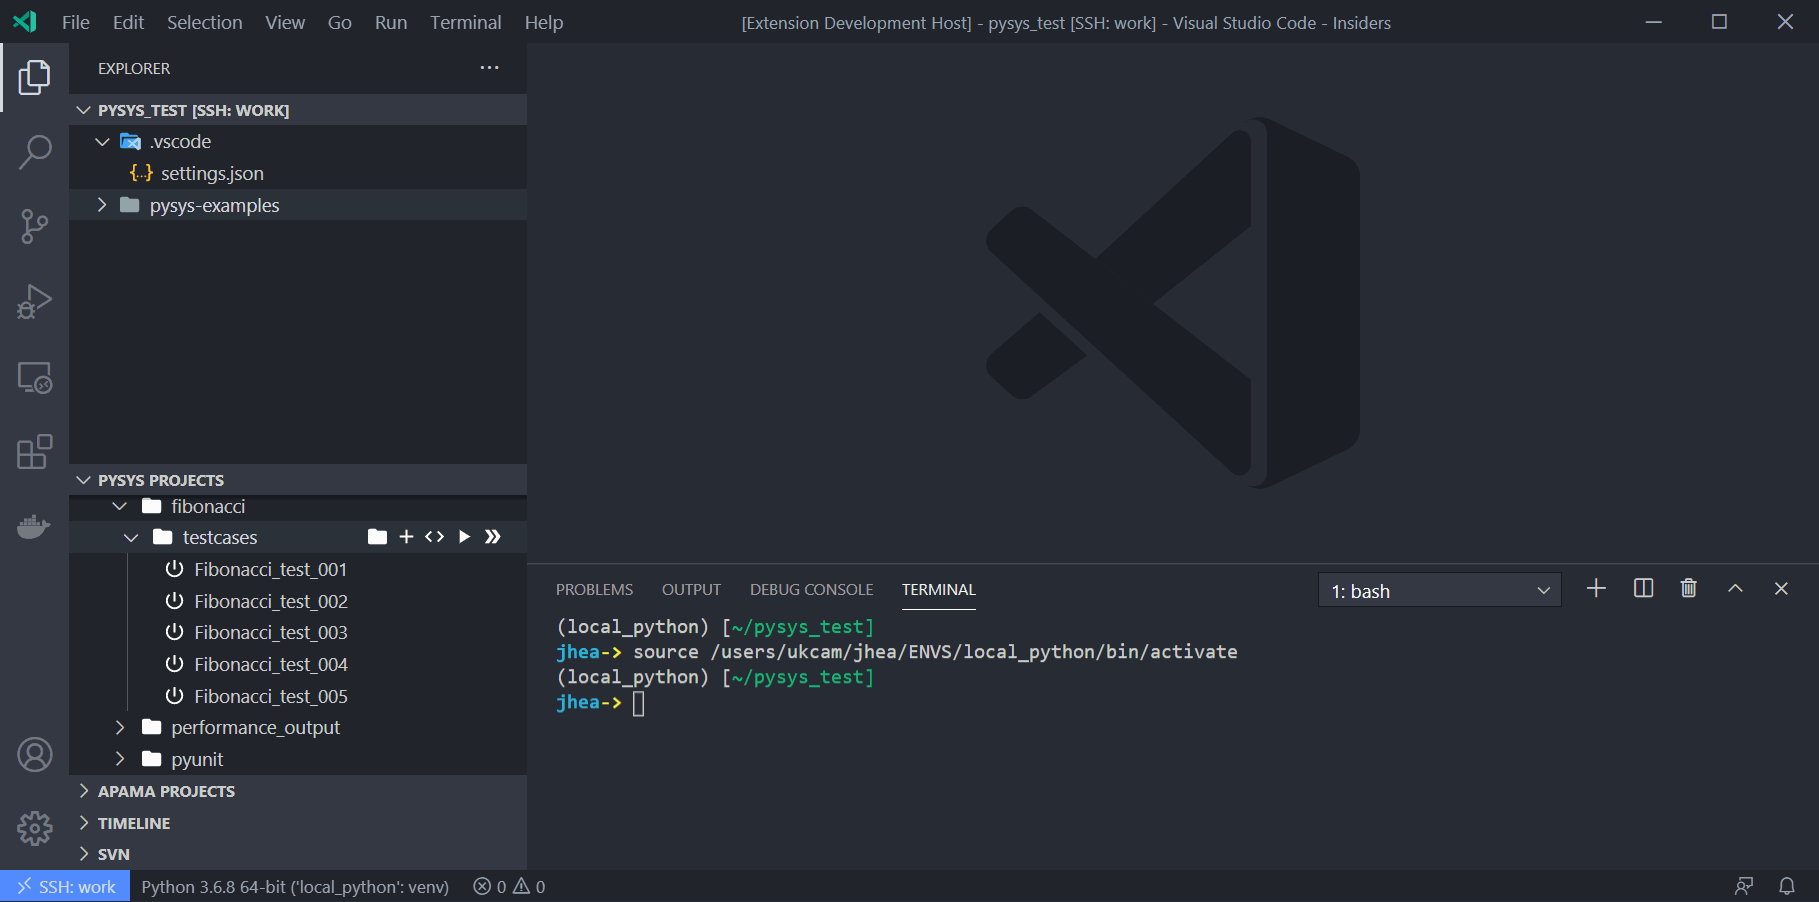 File Edit Selection View Go Run Terminal Help [Extension Development Host] - pysys_test [SSH: work] - Visual Studio Code - Insiders
EXPLORER
PYSYS_TEST [SSH: WORK]
.vscode
{..} settings.json
pysys-examples
PYSYS PROJECTS
fibonacci
testcases
Fibonacci_test_001
Fibonacci_test_002
Fibonacci_test_003
Fibonacci_test_004
Fibonacci_test_005
performance_output
pyunit
APAMA PROJECTS
TIMELINE
SVN
PROBLEMS OUTPUT DEBUG CONSOLE TERMINAL 1: bash
(local_python) [~/pysys_test]
jhea-> source /users/ukcam/jhea/ENVS/local_python/bin/activate
(local_python) [~/pysys_test]
jhea->
SSH: work Python 3.6.8 64-bit ('local_python': venv) 0 0